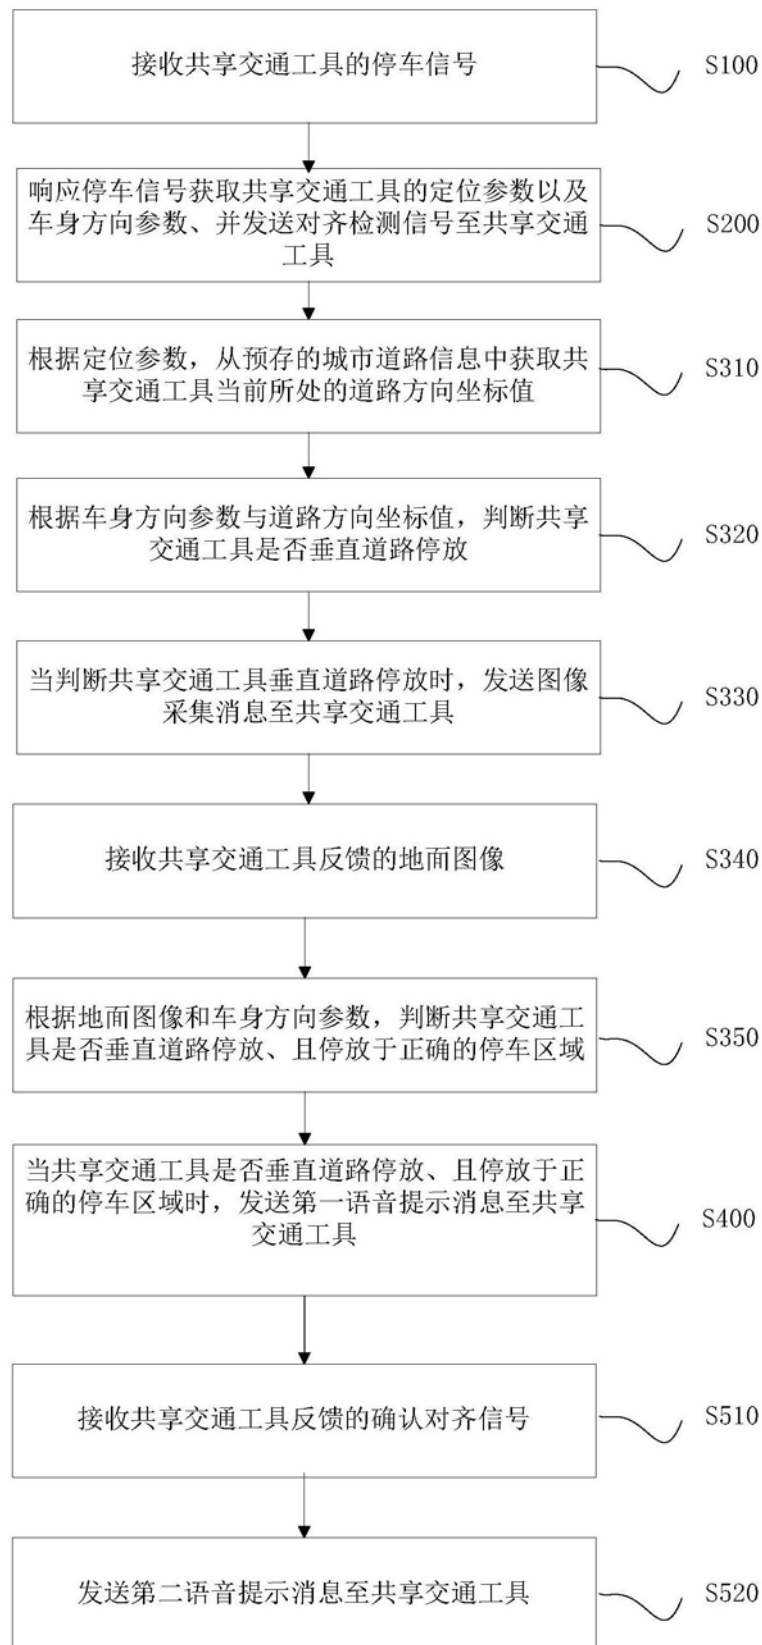 接收共享交通工具的停车信号
S100
响应停车信号获取共享交通工具的定位参数以及
车身方向参数、并发送对齐检测信号至共享交通
工具
S200
根据定位参数，从预存的城市道路信息中获取共
享交通工具当前所处的道路方向坐标值
S310
根据车身方向参数与道路方向坐标值，判断共享
交通工具是否垂直道路停放
S320
当判断共享交通工具垂直道路停放时，发送图像
采集消息至共享交通工具
S330
接收共享交通工具反馈的地面图像
S340
根据地面图像和车身方向参数，判断共享交通工
具是否垂直道路停放、且停放于正确的停车区域
S350
当共享交通工具是否垂直道路停放、且停放于正
确的停车区域时，发送第一语音提示消息至共享
交通工具
S400
接收共享交通工具反馈的确认对齐信号
S510
发送第二语音提示消息至共享交通工具
S520